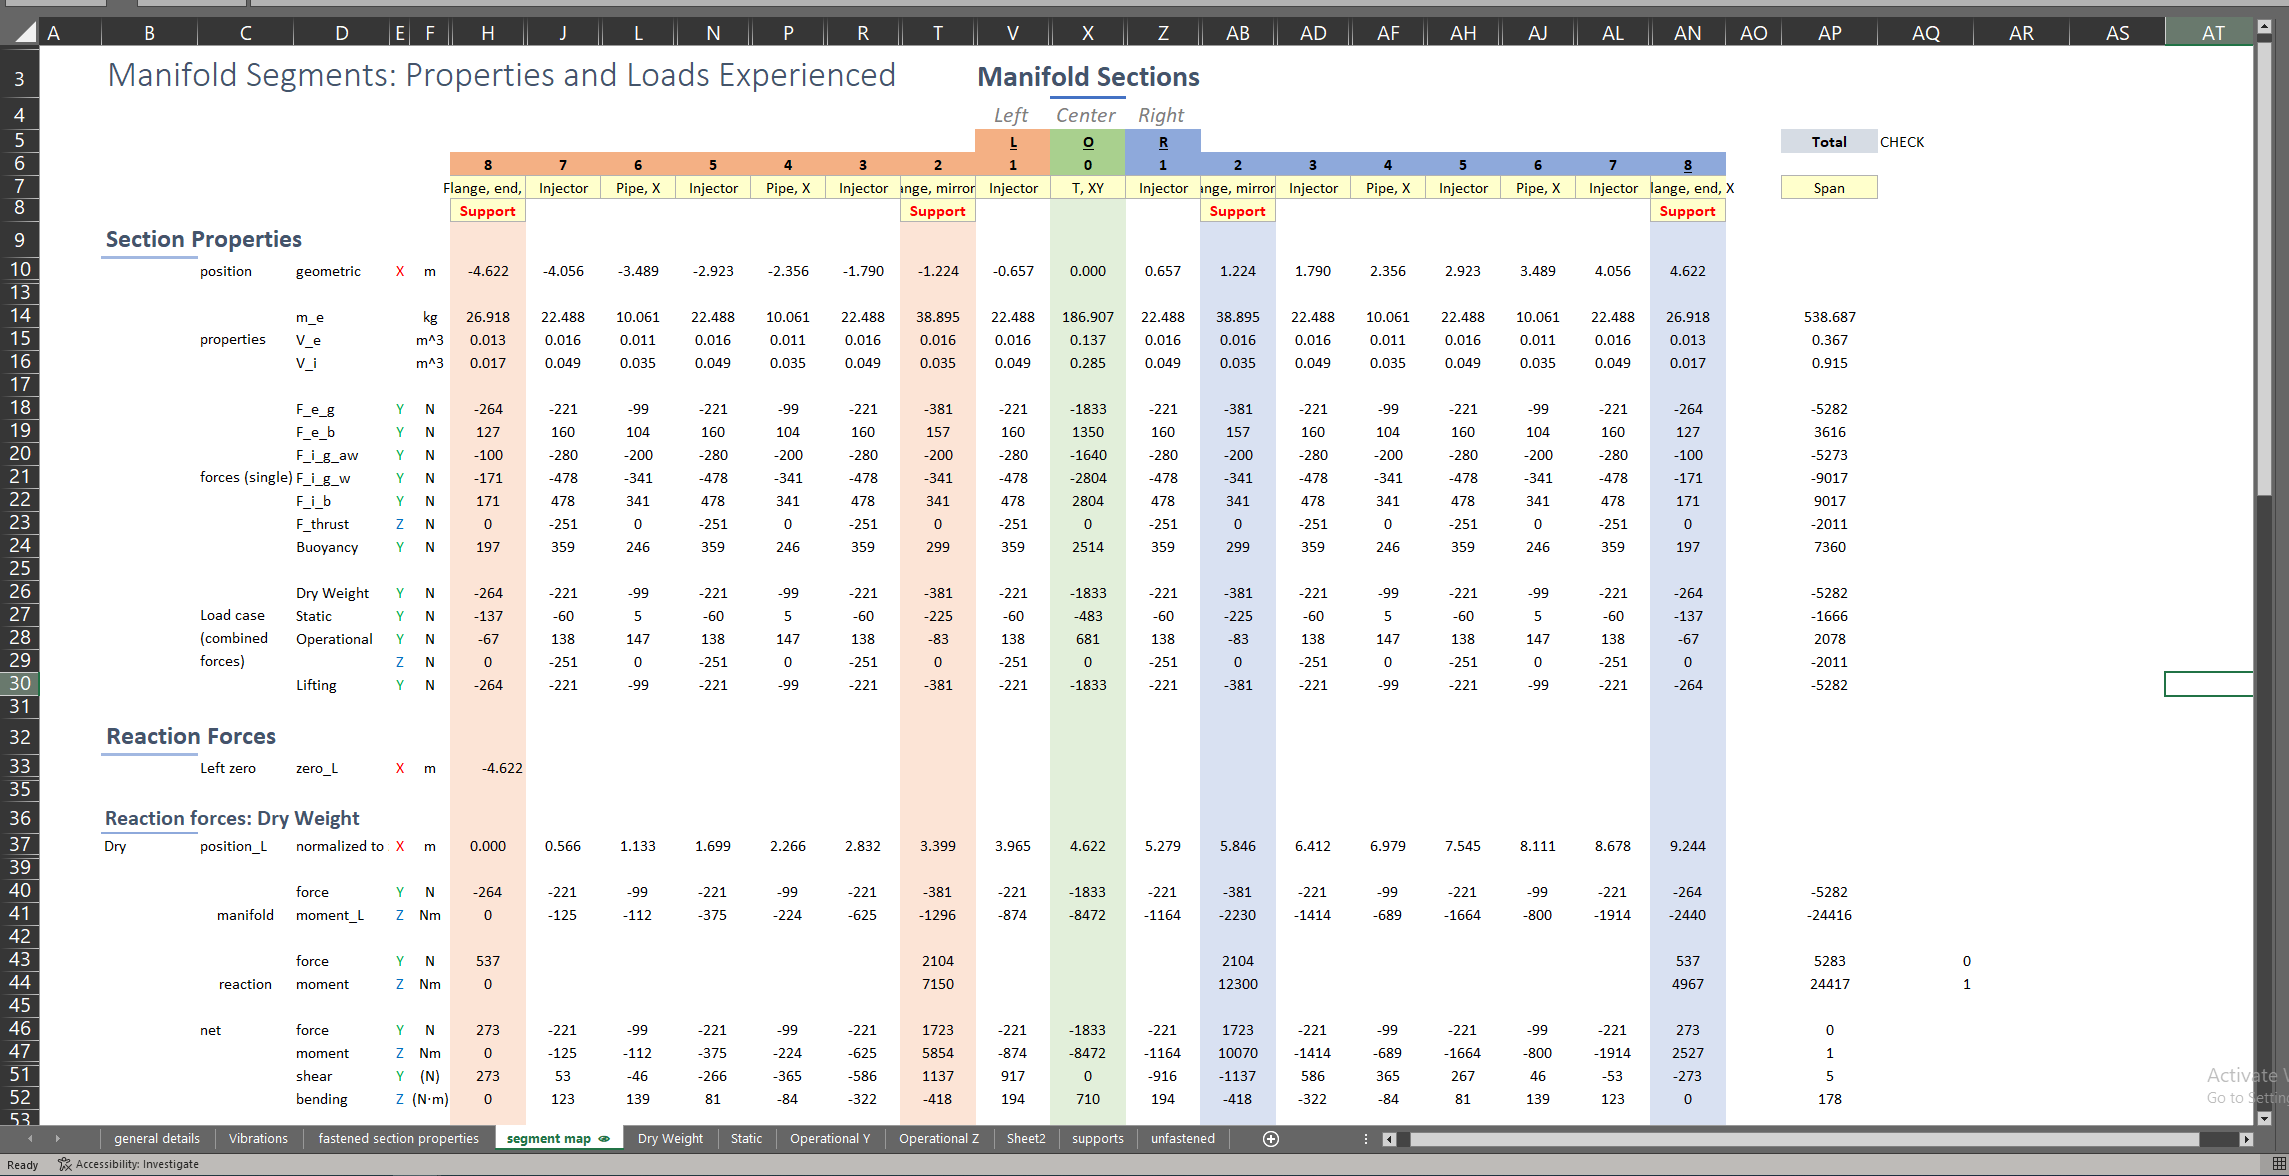 A B C D E F H J L N P R T V X Z AB AD AF AH AJ AL AN AO AP AQ AR AS AT
3 Manifold Segments: Properties and Loads Experienced Manifold Sections
4 Left Center Right
5 L O R Total CHECK
6 8 7 6 5 4 3 2 1 0 1 2 3 4 5 6 7 8
7 Flange, end, Injector Pipe, X Injector Pipe, X Injector ange, mirror Injector T, XY Injector ange, mirror Injector Pipe, X Injector Pipe, X Injector lange, end, X Span
8 Support Support Support Support
9 Section Properties
10 position geometric X m -4.622 -4.056 -3.489 -2.923 -2.356 -1.790 -1.224 -0.657 0.000 0.657 1.224 1.790 2.356 2.923 3.489 4.056 4.622
13
14 m_e kg 26.918 22.488 10.061 22.488 10.061 22.488 38.895 22.488 186.907 22.488 38.895 22.488 10.061 22.488 10.061 22.488 26.918 538.687
15 properties V_e m^3 0.013 0.016 0.011 0.016 0.011 0.016 0.016 0.016 0.137 0.016 0.016 0.016 0.011 0.016 0.011 0.016 0.013 0.367
16 V_i m^3 0.017 0.049 0.035 0.049 0.035 0.049 0.035 0.049 0.285 0.049 0.035 0.049 0.035 0.049 0.035 0.049 0.017 0.915
17
18 F_e_g Y N -264 -221 -99 -221 -99 -221 -381 -221 -1833 -221 -381 -221 -99 -221 -99 -221 -264 -5282
19 F_e_b Y N 127 160 104 160 104 160 157 160 1350 160 157 160 104 160 104 160 127 3616
20 F_i_g_aw Y N -100 -280 -200 -280 -200 -280 -200 -280 -1640 -280 -200 -280 -200 -280 -200 -280 -100 -5273
21 forces (single) F_i_g_w Y N -171 -478 -341 -478 -341 -478 -341 -478 -2804 -478 -341 -478 -341 -478 -341 -478 -171 -9017
22 F_i_b Y N 171 478 341 478 341 478 341 478 2804 478 341 478 341 478 341 478 171 9017
23 F_thrust Z N 0 -251 0 -251 0 -251 0 -251 0 -251 0 -251 0 -251 0 -251 0 -2011
24 Buoyancy Y N 197 359 246 359 246 359 299 359 2514 359 299 359 246 359 246 359 197 7360
25
26 Dry Weight Y N -264 -221 -99 -221 -99 -221 -381 -221 -1833 -221 -381 -221 -99 -221 -99 -221 -264 -5282
27 Load case Static Y N -137 -60 5 -60 5 -60 -225 -60 -483 -60 -225 -60 5 -60 5 -60 -137 -1666
28 (combined Operational Y N -67 138 147 138 147 138 -83 138 681 138 -83 138 147 138 147 138 -67 2078
29 forces) Z N 0 -251 0 -251 0 -251 0 -251 0 -251 0 -251 0 -251 0 -251 0 -2011
30 Lifting Y N -264 -221 -99 -221 -99 -221 -381 -221 -1833 -221 -381 -221 -99 -221 -99 -221 -264 -5282
31
32 Reaction Forces
33 Left zero zero_L X m -4.622
35
36 Reaction forces: Dry Weight
37 Dry position_L normalized to X m 0.000 0.566 1.133 1.699 2.266 2.832 3.399 3.965 4.622 5.279 5.846 6.412 6.979 7.545 8.111 8.678 9.244
39
40 force Y N -264 -221 -99 -221 -99 -221 -381 -221 -1833 -221 -381 -221 -99 -221 -99 -221 -264 -5282
41 manifold moment_L Z Nm 0 -125 -112 -375 -224 -625 -1296 -874 -8472 -1164 -2230 -1414 -689 -1664 -800 -1914 -2440 -24416
42
43 force Y N 537 2104 2104 537 5283 0
44 reaction moment Z Nm 0 7150 12300 4967 24417 1
45
46 net force Y N 273 -221 -99 -221 -99 -221 1723 -221 -1833 -221 1723 -221 -99 -221 -99 -221 273 0
47 moment Z Nm 0 -125 -112 -375 -224 -625 5854 -874 -8472 -1164 10070 -1414 -689 -1664 -800 -1914 2527 1
51 shear Y (N) 273 53 -46 -266 -365 -586 1137 917 0 -916 -1137 586 365 267 46 -53 -273 5
52 bending Z (N·m) 0 123 139 81 -84 -322 -418 194 710 194 -418 -322 -84 81 139 123 0 178
53
Activate
Go to Settin
general details Vibrations fastened section properties segment map Dry Weight Static Operational Y Operational Z Sheet2 supports unfastened
Ready Accessibility: Investigate